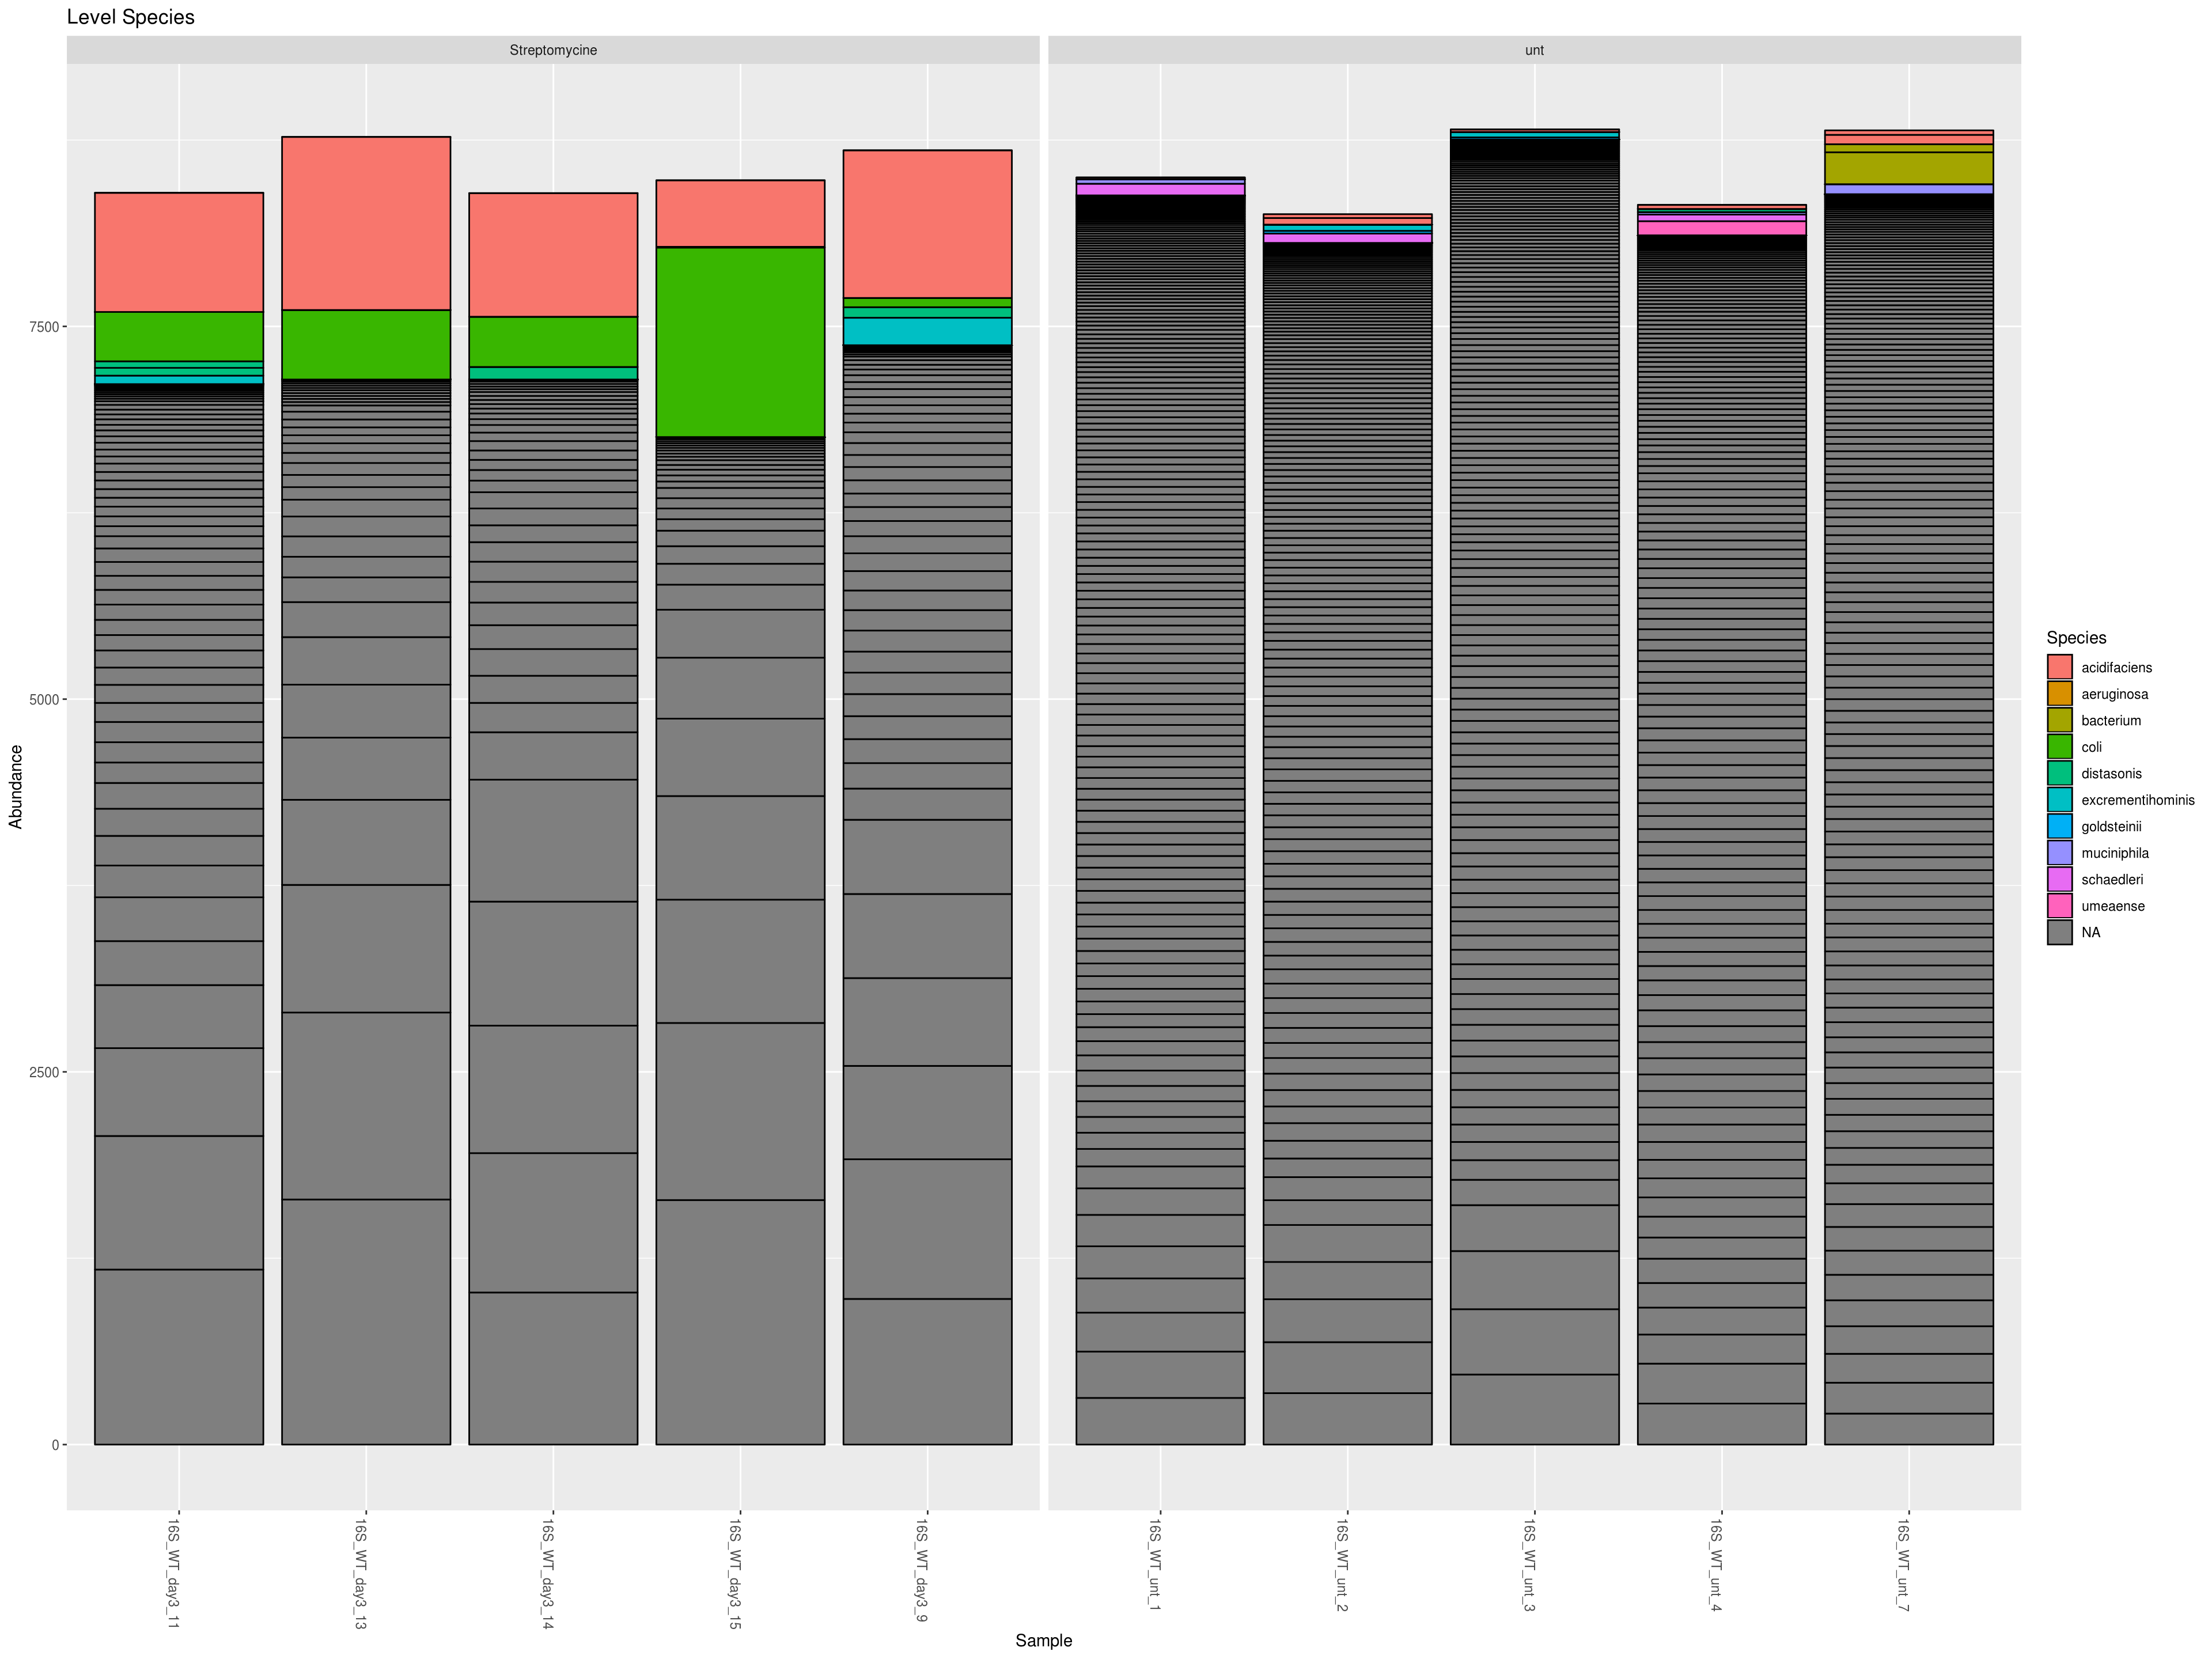 Level Species
Streptomycine
unt
Abundance
7500
5000
2500
0
16S_WT_day3_11
16S_WT_day3_13
16S_WT_day3_14
16S_WT_day3_15
16S_WT_day3_9
16S_WT_unt_1
16S_WT_unt_2
16S_WT_unt_3
16S_WT_unt_4
16S_WT_unt_7
Sample
Species
acidifaciens
aeruginosa
bacterium
coli
distasonis
excrementihominis
goldsteinii
muciniphila
schaedleri
umeaense
NA